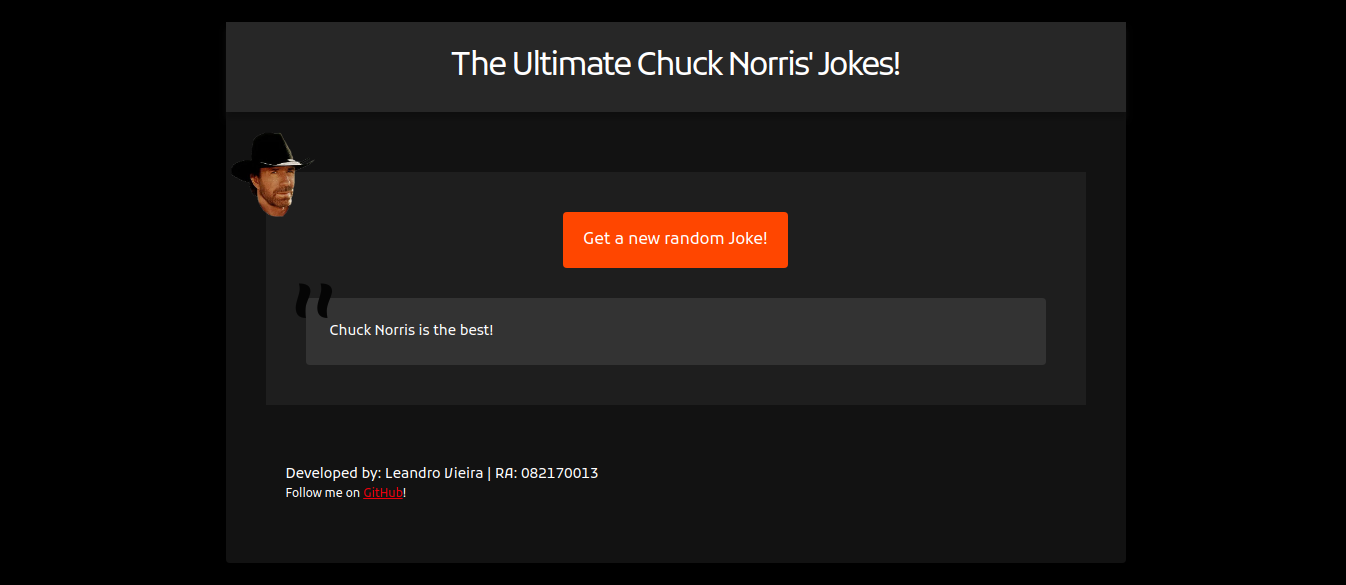 The Ultimate Chuck Norris' Jokes!
Get a new random Joke!
"
Chuck Norris is the best!
Developed by: Leandro Vieira | RA: 082170013
Follow me on GitHub!